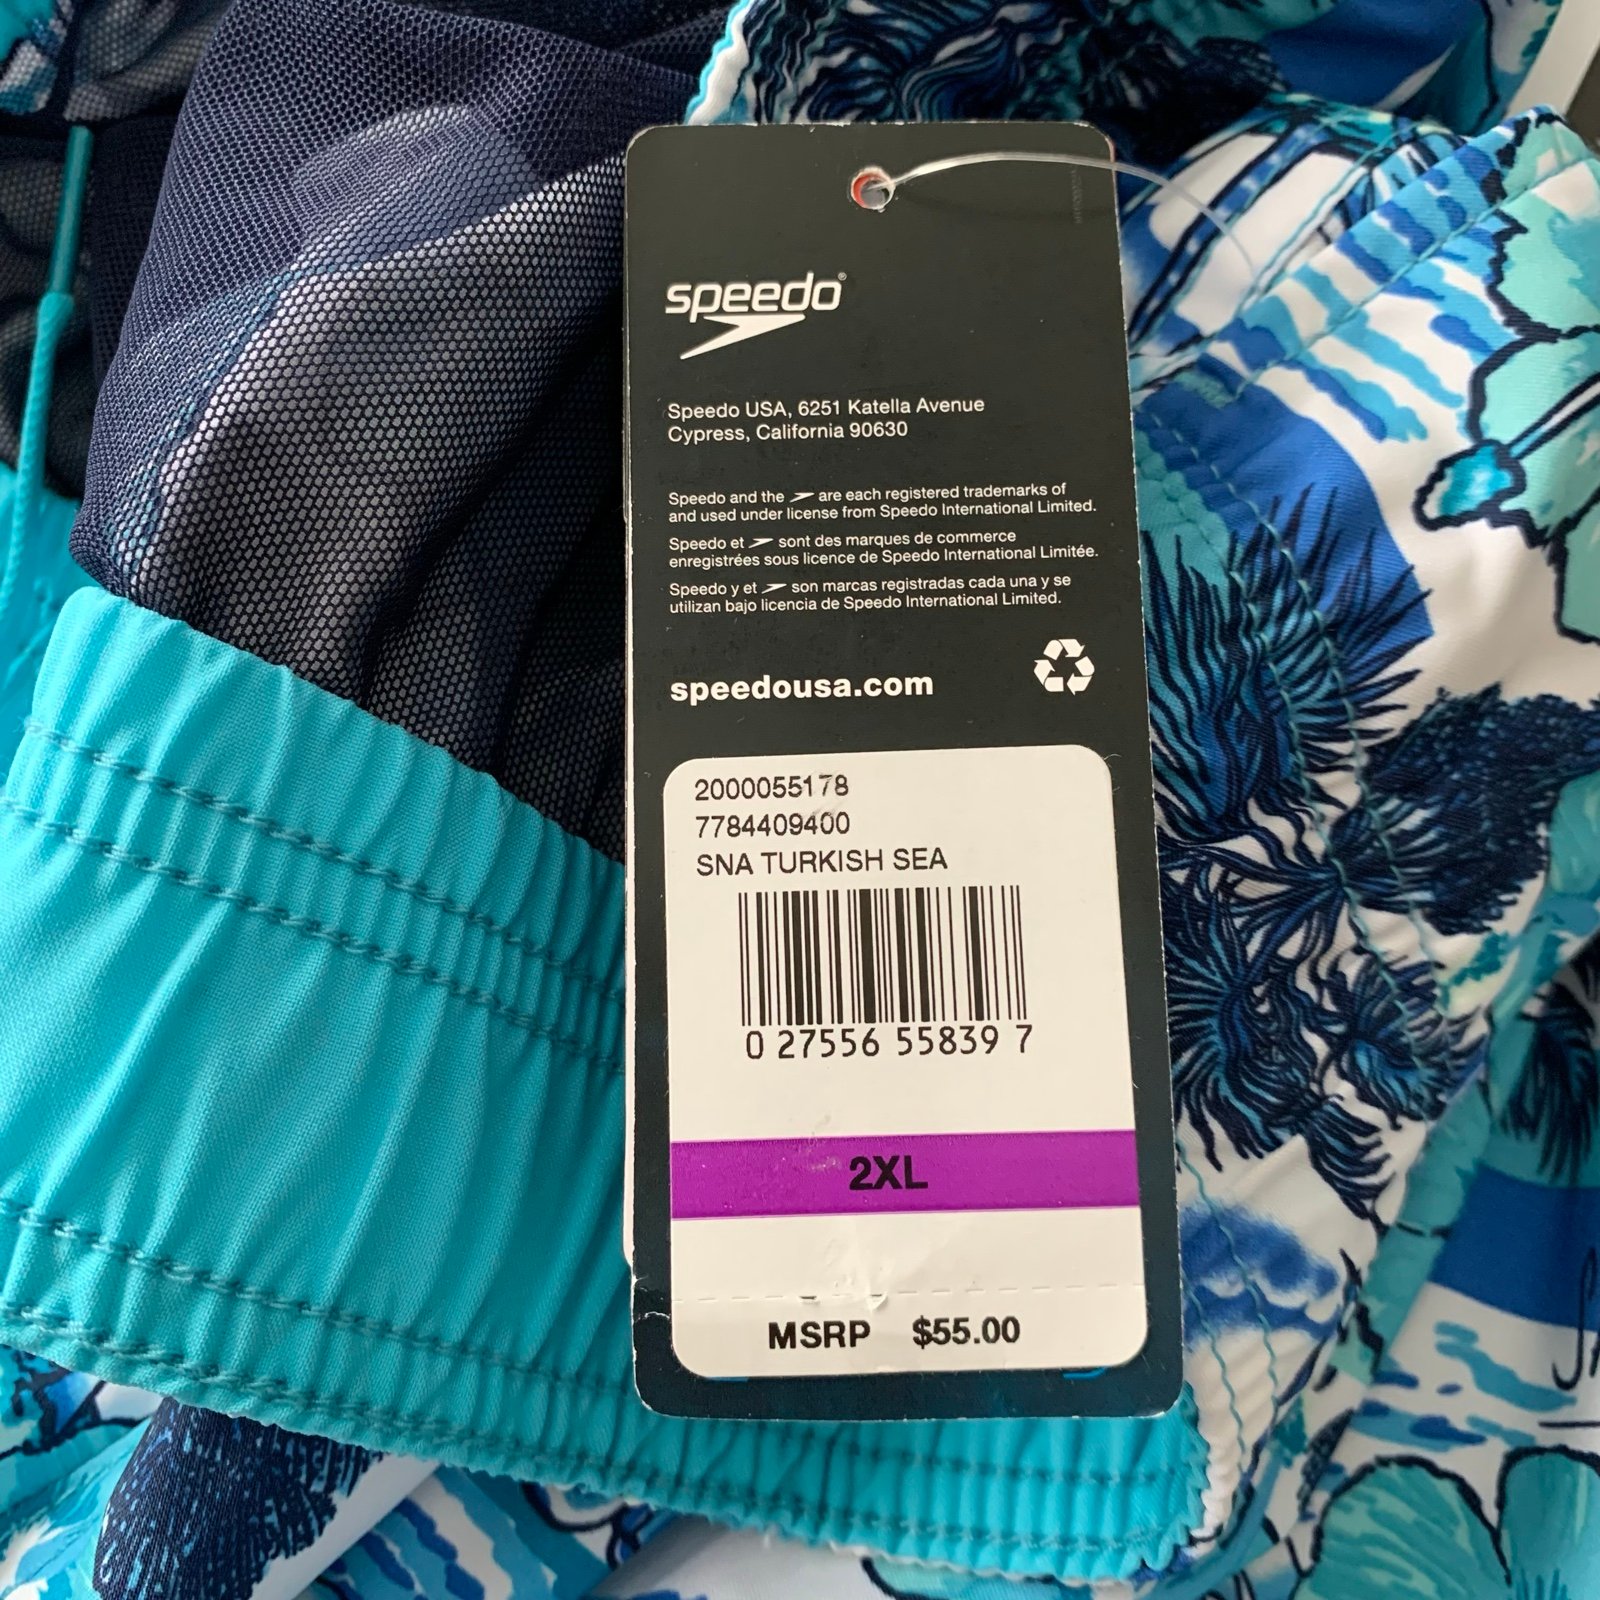 speedo®
Speedo USA, 6251 Katella Avenue
Cypress, California 90630
Speedo and the are each registered trademarks of
and used under license from Speedo International Limited.
Speedo et sont des marques de commerce
enregistrées sous licence de Speedo International Limitée.
Speedo y et son marcas registradas cada una y se
utilizan bajo licencia de Speedo International Limited.
speedousa.com
2000055178
7784409400
SNA TURKISH SEA
0 27556 55839 7
2XL
MSRP $55.00